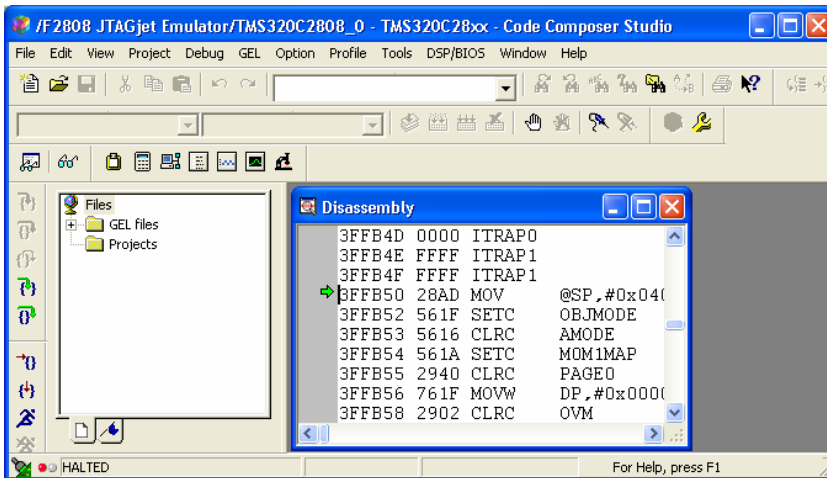 /F2808 JTAGjet Emulator/TMS320C2808_0 - TMS320C28xx - Code Composer Studio
File Edit View Project Debug GEL Option Profile Tools DSP/BIOS Window Help
Files
GEL files
Projects
Disassembly
3FFB4D 0000 ITRAP0
3FFB4E FFFF ITRAP1
3FFB4F FFFF ITRAP1
3FFB50 28AD MOV @SP,#0x040
3FFB52 561F SETC OBJMODE
3FFB53 5616 CLRC AMODE
3FFB54 561A SETC M0M1MAP
3FFB55 2940 CLRC PAGE0
3FFB56 761F MOVW DP,#0x0000
3FFB58 2902 CLRC OVM
HALTED
For Help, press F1